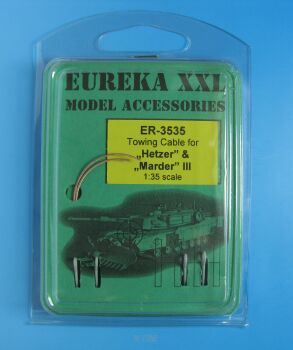 EUREKA XXL
MODEL ACCESSORIES
ER-3535
Towing Cable for
„Hetzer” &
„Marder” III
1:35 scale